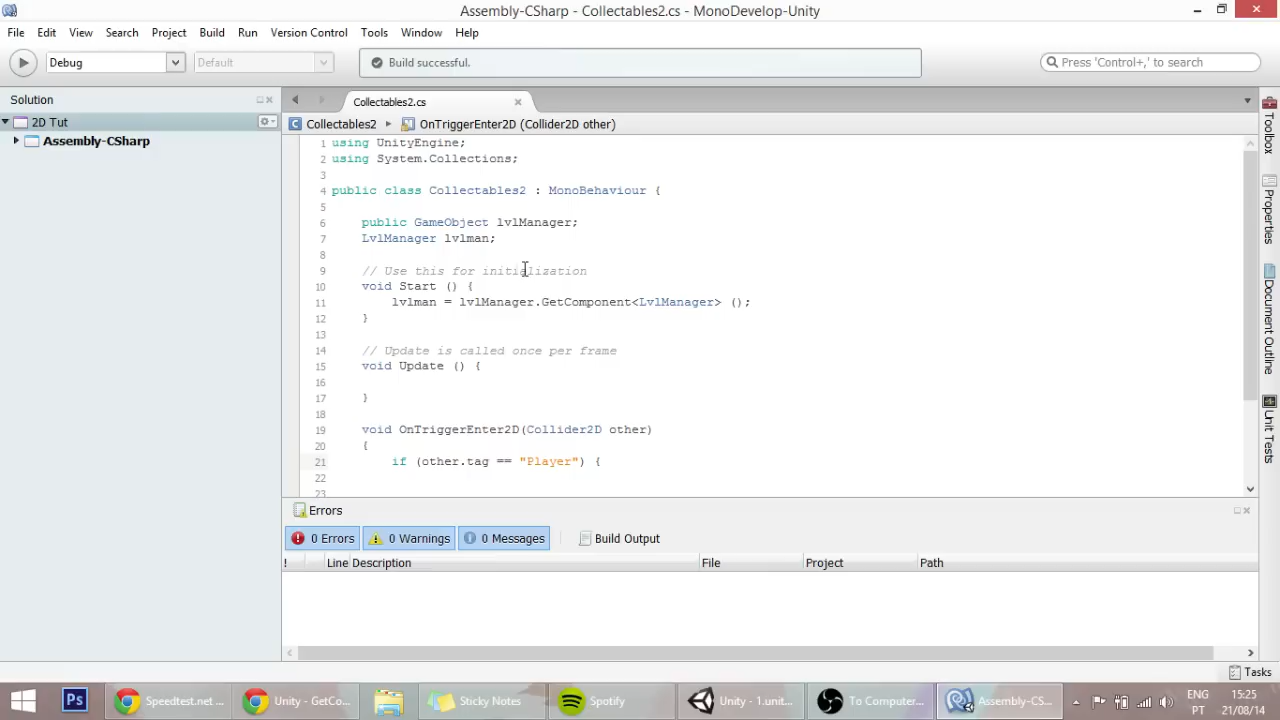 Assembly-CSharp - Collectables2.cs - MonoDevelop-Unity
File Edit View Search Project Build Run Version Control Tools Window Help
Debug Default Build successful. Press 'Control+,' to search
Solution
2D Tut
Assembly-CSharp
Collectables2.cs
Collectables2 OnTriggerEnter2D (Collider2D other)
1 using UnityEngine;
2 using System.Collections;
3
4 public class Collectables2 : MonoBehaviour {
5
6 public GameObject lvlManager;
7 LvlManager lvlman;
8
9 // Use this for initialization
10 void Start () {
11 lvlman = lvlManager.GetComponent<LvlManager> ();
12 }
13
14 // Update is called once per frame
15 void Update () {
16
17 }
18
19 void OnTriggerEnter2D(Collider2D other)
20 {
21 if (other.tag == "Player") {
22
23
Toolbox
Properties
Document Outline
Unit Tests
Errors
0 Errors 0 Warnings 0 Messages Build Output
! Line Description File Project Path
Tasks
Ps Speedtest.net ... Unity - GetCo... Sticky Notes Spotify Unity - 1.unit... To Computer... Assembly-CS...
ENG 15:25
PT 21/08/14